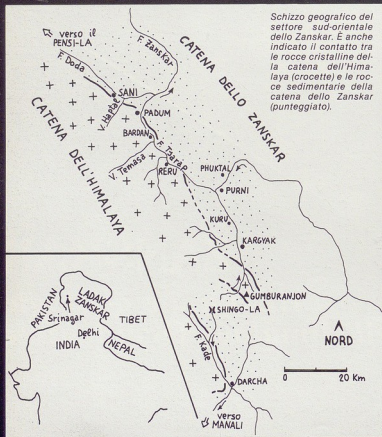 Schizzo geografico del
settore sud-orientale
dello Zanskar. È anche
indicato il contatto tra
le rocce cristalline del-
la catena dell'Hima-
laya (crocette) e le roc-
ce sedimentarie della
catena dello Zanskar
(punteggiato).
verso il
PENSI-LA
F. Zanskar
F. Doda
CATENA DELLO ZANSKAR
SANI
V. Haptal
PADUM
BARDAN
F. Tsarap
V. Temasa
RERU
PHUKTAL
PURNI
CATENA DELL'HIMALAYA
KURU
KARGYAK
GUMBURANJON
SHINGO-LA
NORD
F. Kade
0 20 Km
DARCHA
verso
MANALI
PAKISTAN
LADAK
ZANSKAR
Srinagar
TIBET
Delhi
INDIA
NEPAL